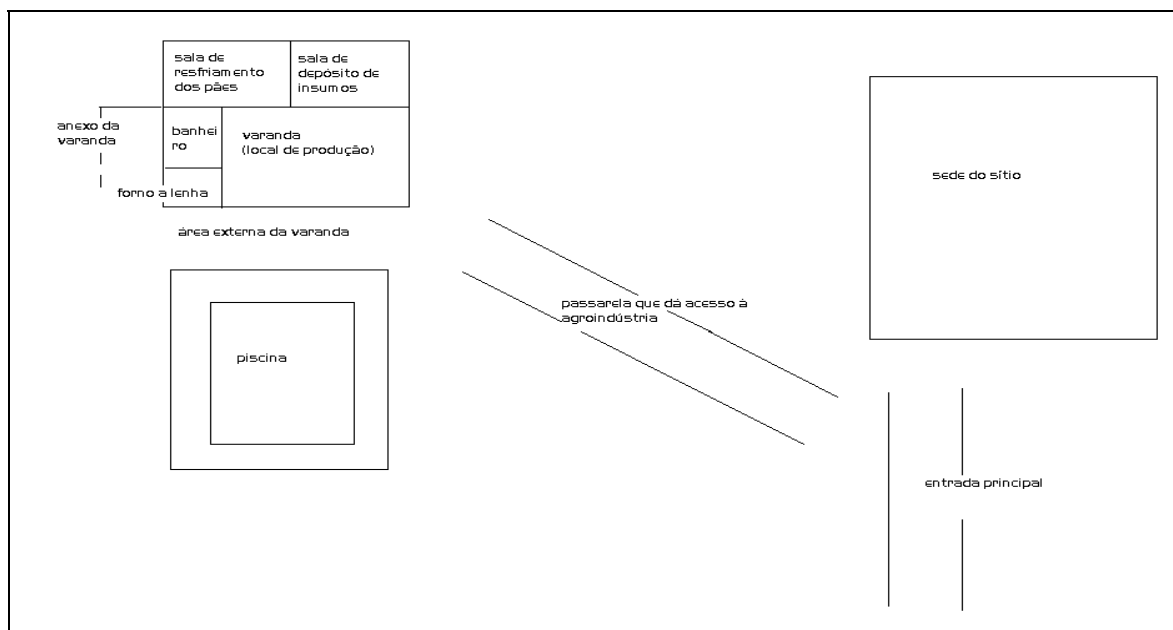 sala de
resfriamento
dos pães
sala de
depósito de
insumos
anexo da
varanda
banhei
ro
varanda
(local de produção)
forno a lenha
área externa da varanda
sede do sítio
passarela que dá acesso à
agroindústria
piscina
entrada principal